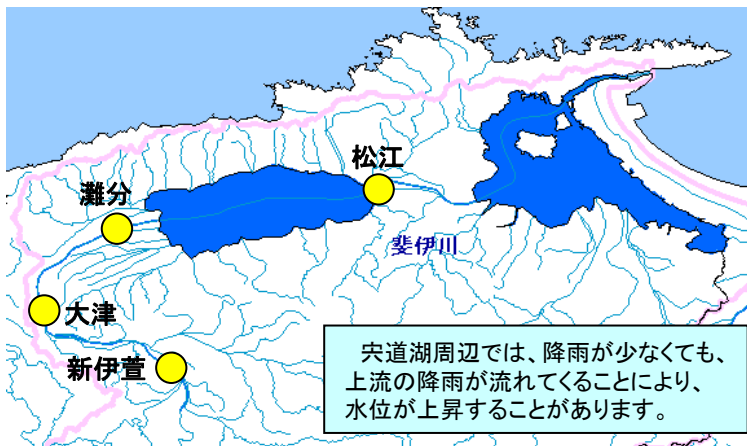 松江
灘分
斐伊川
大津
新伊萱
宍道湖周辺では、降雨が少なくても、
上流の降雨が流れてくることにより、
水位が上昇することがあります。